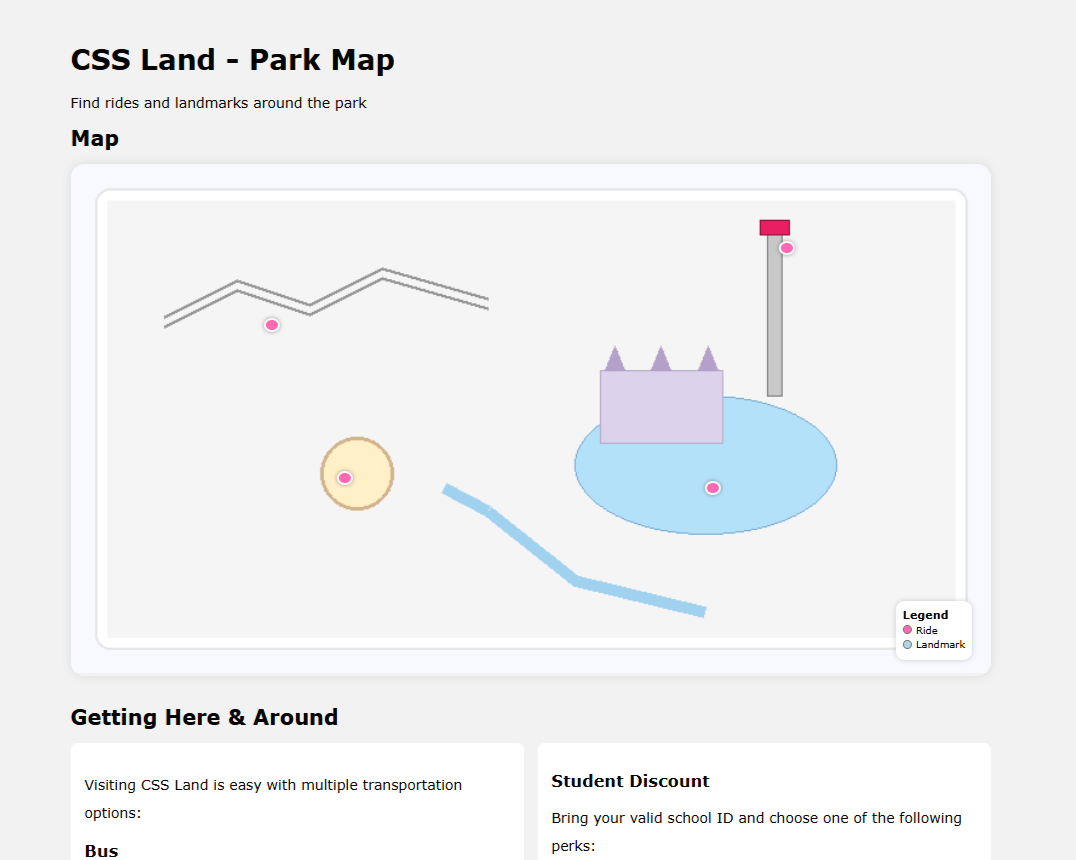 CSS Land - Park Map
Find rides and landmarks around the park
Map
Legend
Ride
Landmark
Getting Here & Around
Visiting CSS Land is easy with multiple transportation
options:
Bus
Student Discount
Bring your valid school ID and choose one of the following
perks: